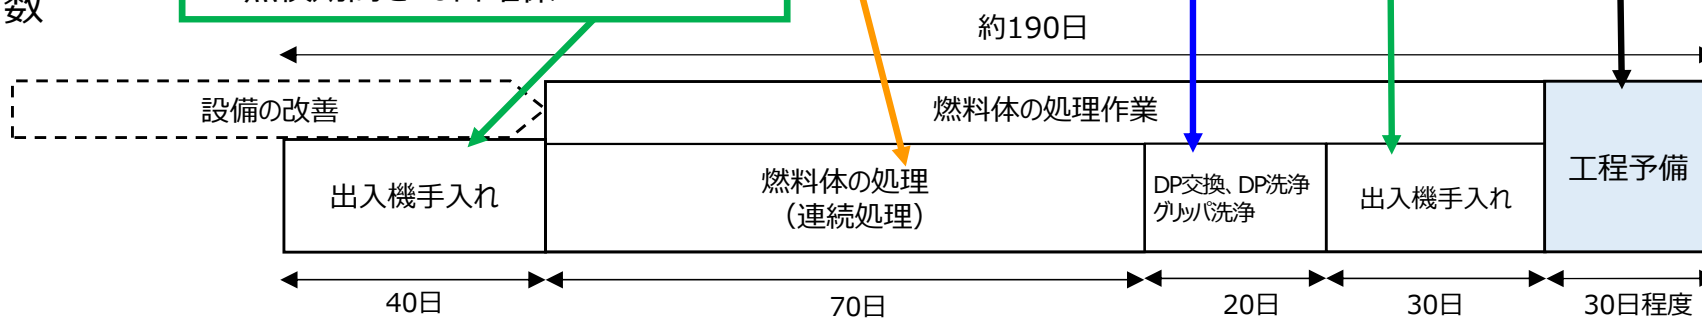 数
約190日
設備の改善
燃料体の処理作業
出入機手入れ
燃料体の処理
（連続処理）
DP交換、DP洗浄
グリッパ洗浄
出入機手入れ
工程予備
40日
70日
20日
30日
30日程度